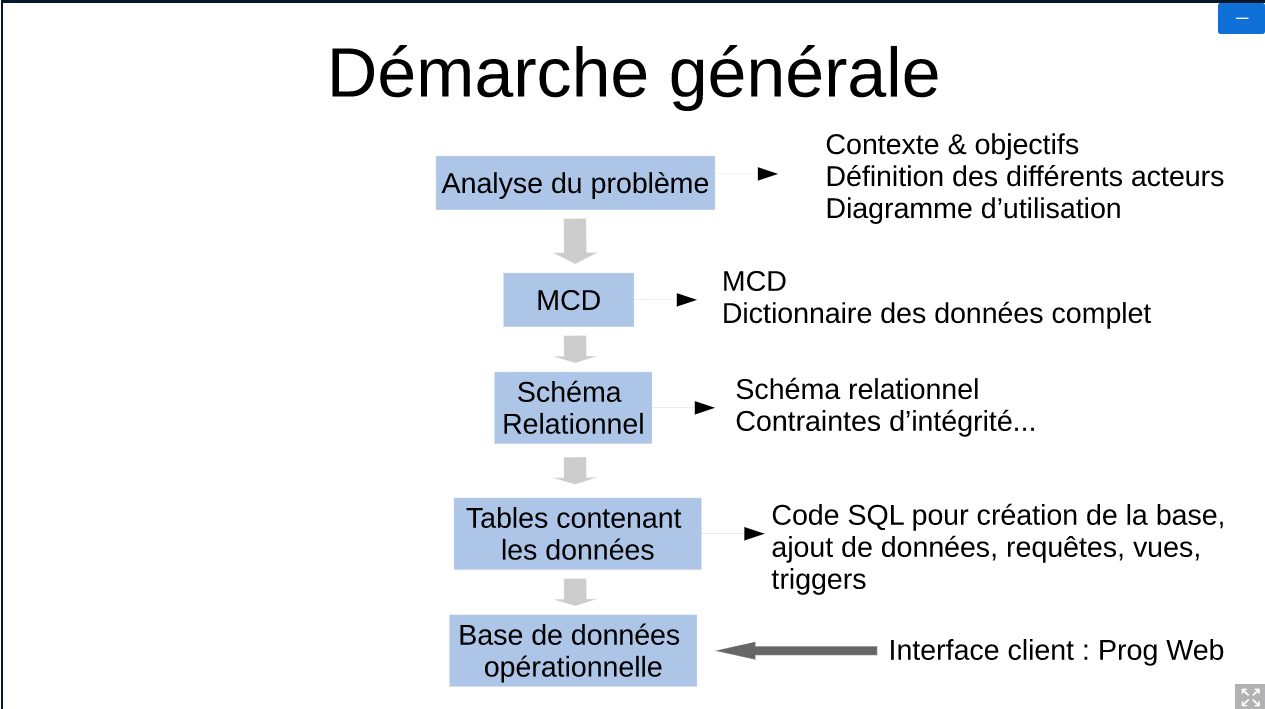 Démarche générale
Analyse du problème
Contexte & objectifs
Définition des différents acteurs
Diagramme d’utilisation
MCD
MCD
Dictionnaire des données complet
Schéma
Relationnel
Schéma relationnel
Contraintes d’intégrité...
Tables contenant
les données
Code SQL pour création de la base,
ajout de données, requêtes, vues,
triggers
Base de données
opérationnelle
Interface client : Prog Web